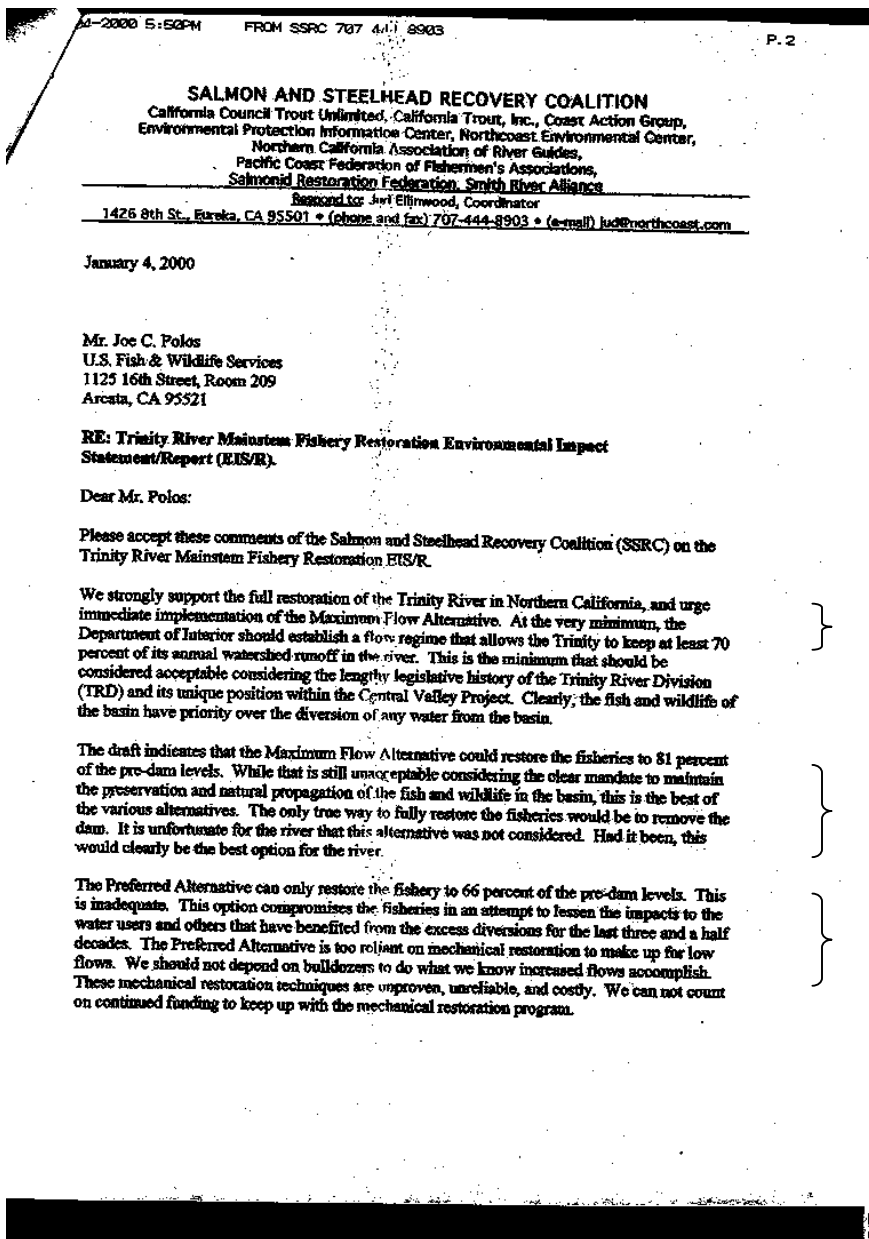 4-2000 5:50PM FROM SSRC 707 444 8903 P.2
SALMON AND STEELHEAD RECOVERY COALITION
California Council Trout Unlimited, California Trout, Inc., Coast Action Group,
Environmental Protection Information Center, Northcoast Environmental Center,
Northern California Association of River Guides,
Pacific Coast Federation of Fishermen's Associations,
Salmonid Restoration Federation, Smith River Alliance
Respond to: Jud Ellinwood, Coordinator
1426 8th St., Eureka, CA 95501 • (phone and fax) 707-444-8903 • (e-mail) jud@northcoast.com
January 4, 2000
Mr. Joe C. Polos
U.S. Fish & Wildlife Services
1125 16th Street, Room 209
Arcata, CA 95521
RE: Trinity River Mainstem Fishery Restoration Environmental Impact
Statement/Report (EIS/R).
Dear Mr. Polos:
Please accept these comments of the Salmon and Steelhead Recovery Coalition (SSRC) on the
Trinity River Mainstem Fishery Restoration EIS/R.
We strongly support the full restoration of the Trinity River in Northern California, and urge
immediate implementation of the Maximum Flow Alternative. At the very minimum, the
Department of Interior should establish a flow regime that allows the Trinity to keep at least 70
percent of its annual watershed runoff in the river. This is the minimum that should be
considered acceptable considering the lengthy legislative history of the Trinity River Division
(TRD) and its unique position within the Central Valley Project. Clearly, the fish and wildlife of
the basin have priority over the diversion of any water from the basin.
The draft indicates that the Maximum Flow Alternative could restore the fisheries to 81 percent
of the pre-dam levels. While that is still unacceptable considering the clear mandate to maintain
the preservation and natural propagation of the fish and wildlife in the basin, this is the best of
the various alternatives. The only true way to fully restore the fisheries would be to remove the
dam. It is unfortunate for the river that this alternative was not considered. Had it been, this
would clearly be the best option for the river.
The Preferred Alternative can only restore the fishery to 66 percent of the pre-dam levels. This
is inadequate. This option compromises the fisheries in an attempt to lessen the impacts to the
water users and others that have benefited from the excess diversions for the last three and a half
decades. The Preferred Alternative is too reliant on mechanical restoration to make up for low
flows. We should not depend on bulldozers to do what we know increased flows accomplish.
These mechanical restoration techniques are unproven, unreliable, and costly. We can not count
on continued funding to keep up with the mechanical restoration program.